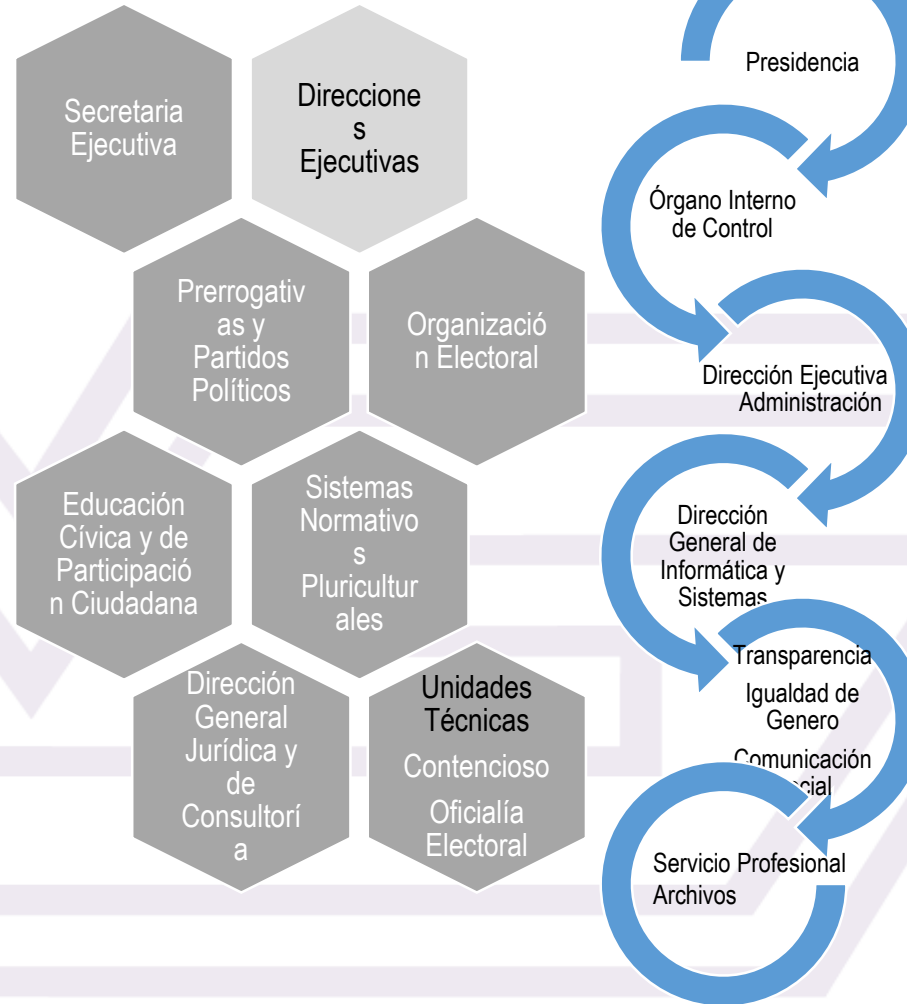 Secretaria
Ejecutiva
Direccione
s
Ejecutivas
Prerrogativ
as y
Partidos
Políticos
Organizació
n Electoral
Educación
Cívica y de
Participació
n Ciudadana
Sistemas
Normativo
s
Pluricultur
ales
Dirección
General
Jurídica y
de
Consultorí
a
Unidades
Técnicas
Contencioso
Oficialía
Electoral
Presidencia
Órgano Interno
de Control
Dirección Ejecutiva
Administración
Dirección
General de
Informática y
Sistemas
Transparencia
Igualdad de
Genero
Comunicación
Servicio Profesional
Archivos